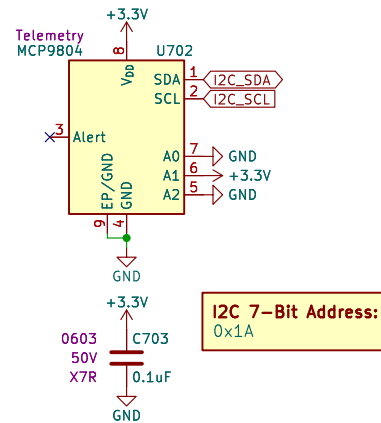 +3.3V
Telemetry
MCP9804
U702
8
VDD
SDA 1 I2C_SDA
SCL 2 I2C_SCL
3 Alert
A0 7 GND
A1 6 +3.3V
A2 5 GND
EP/GND
GND
9 4
GND
+3.3V
0603 C703
50V
X7R 0.1uF
GND
I2C 7-Bit Address:
0x1A